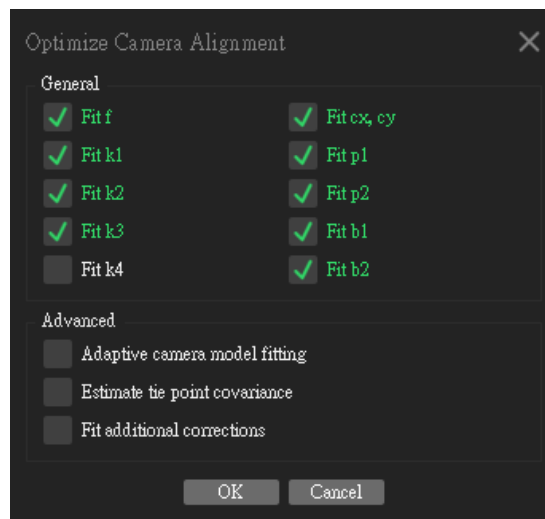 Optimize Camera Alignment
General
Fit f
Fit cx, cy
Fit k1
Fit p1
Fit k2
Fit p2
Fit k3
Fit b1
Fit k4
Fit b2
Advanced
Adaptive camera model fitting
Estimate tie point covariance
Fit additional corrections
OK
Cancel